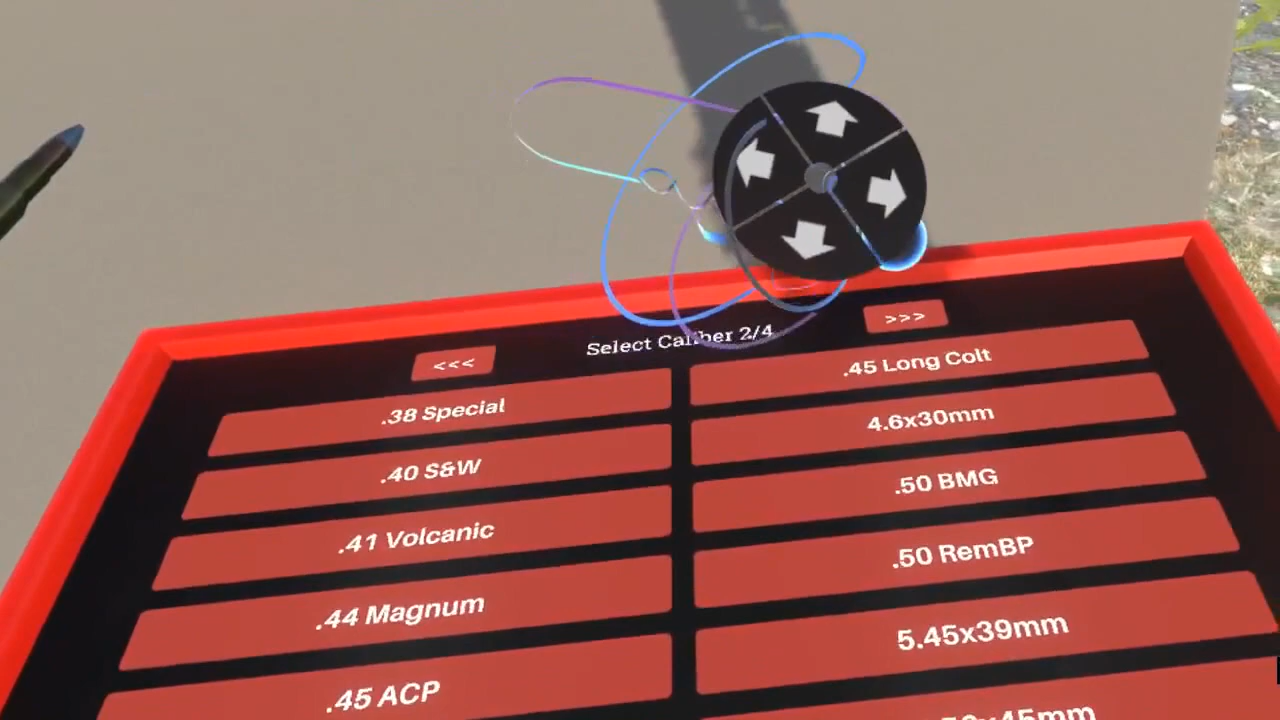 Select Caliber 2/4
<<<
>>>
.38 Special
.40 S&W
.41 Volcanic
.44 Magnum
.45 ACP
.45 Long Colt
4.6x30mm
.50 BMG
.50 RemBP
5.45x39mm